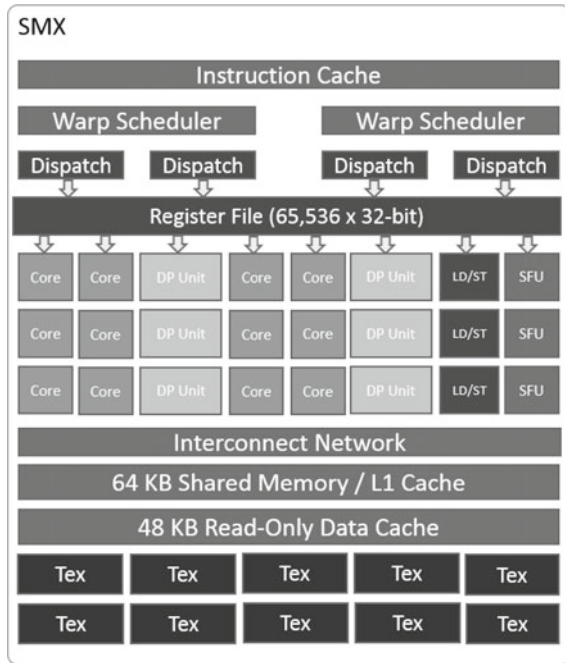 SMX
Instruction Cache
Warp Scheduler Warp Scheduler
Dispatch Dispatch Dispatch Dispatch
Register File (65,536 x 32-bit)
Core Core DP Unit Core Core DP Unit LD/ST SFU
Core Core DP Unit Core Core DP Unit LD/ST SFU
Core Core DP Unit Core Core DP Unit LD/ST SFU
Interconnect Network
64 KB Shared Memory / L1 Cache
48 KB Read-Only Data Cache
Tex Tex Tex Tex Tex
Tex Tex Tex Tex Tex